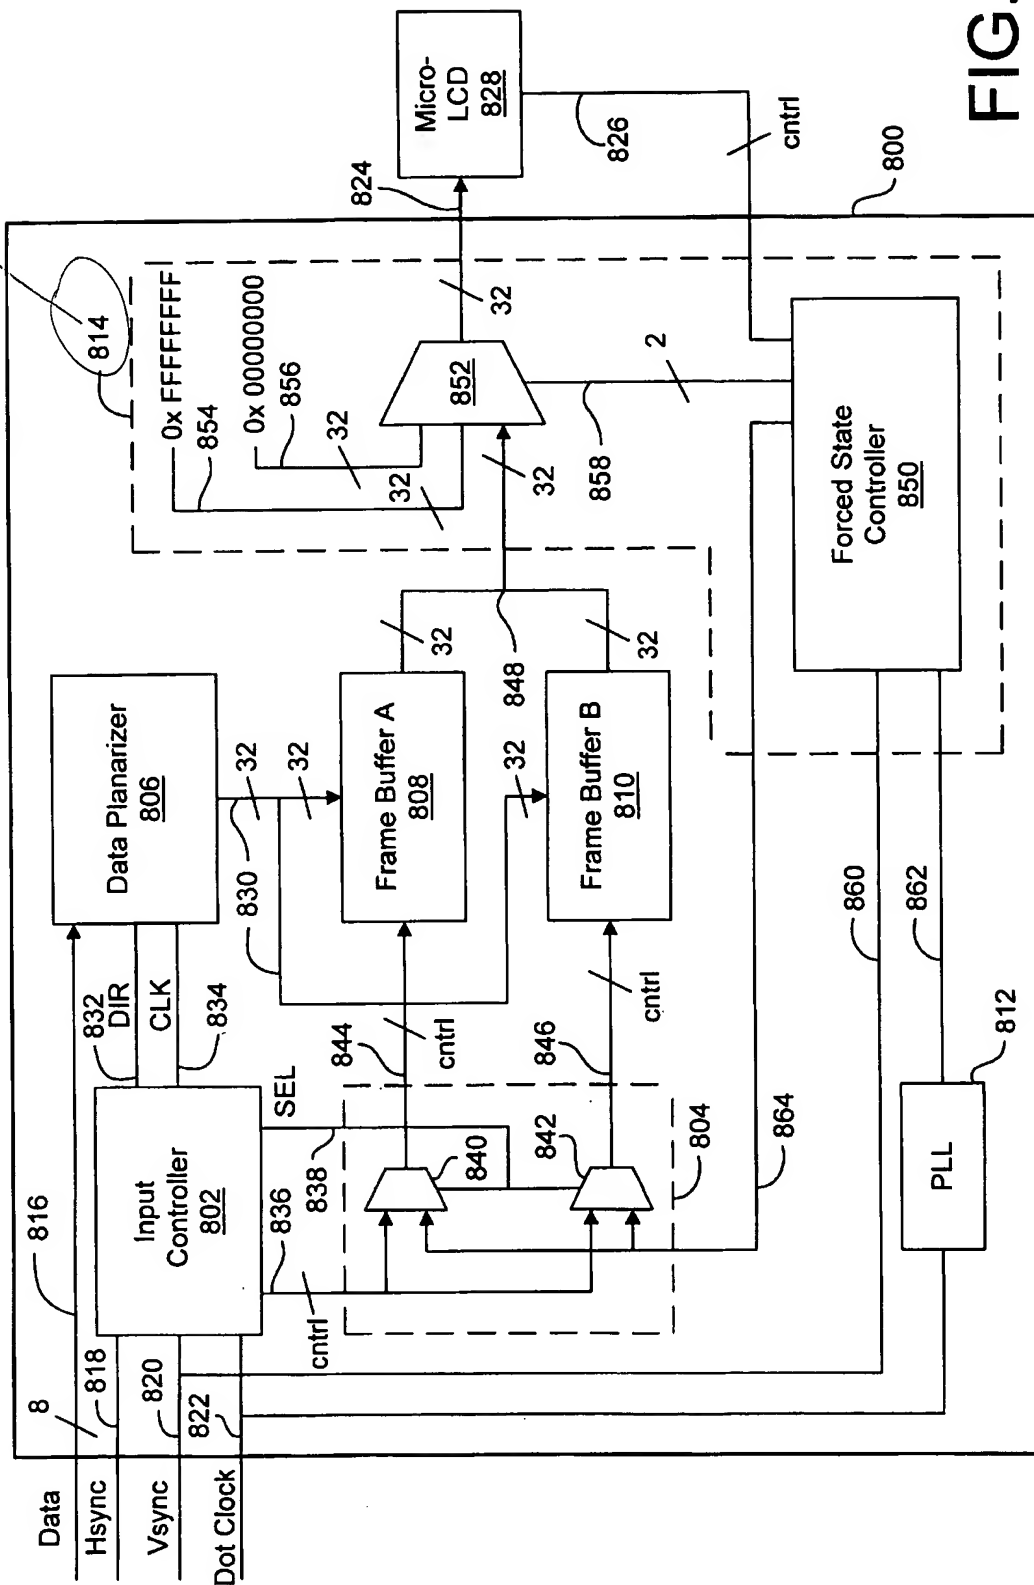 Data
Hsync
Vsync
Dot Clock
8
816
818
820
822
Input
Controller
802
832
DIR
CLK
834
SEL
838
836
cntrl
Data Planarizer
806
830
32
32
32
840
842
804
844
cntrl
846
cntrl
Frame Buffer A
808
Frame Buffer B
810
32
32
848
814
0x FFFFFFFF
854
0x 00000000
856
32
32
32
852
32
858
2
824
Micro-
LCD
828
826
cntrl
800
Forced State
Controller
850
860
862
864
PLL
812
FIG.